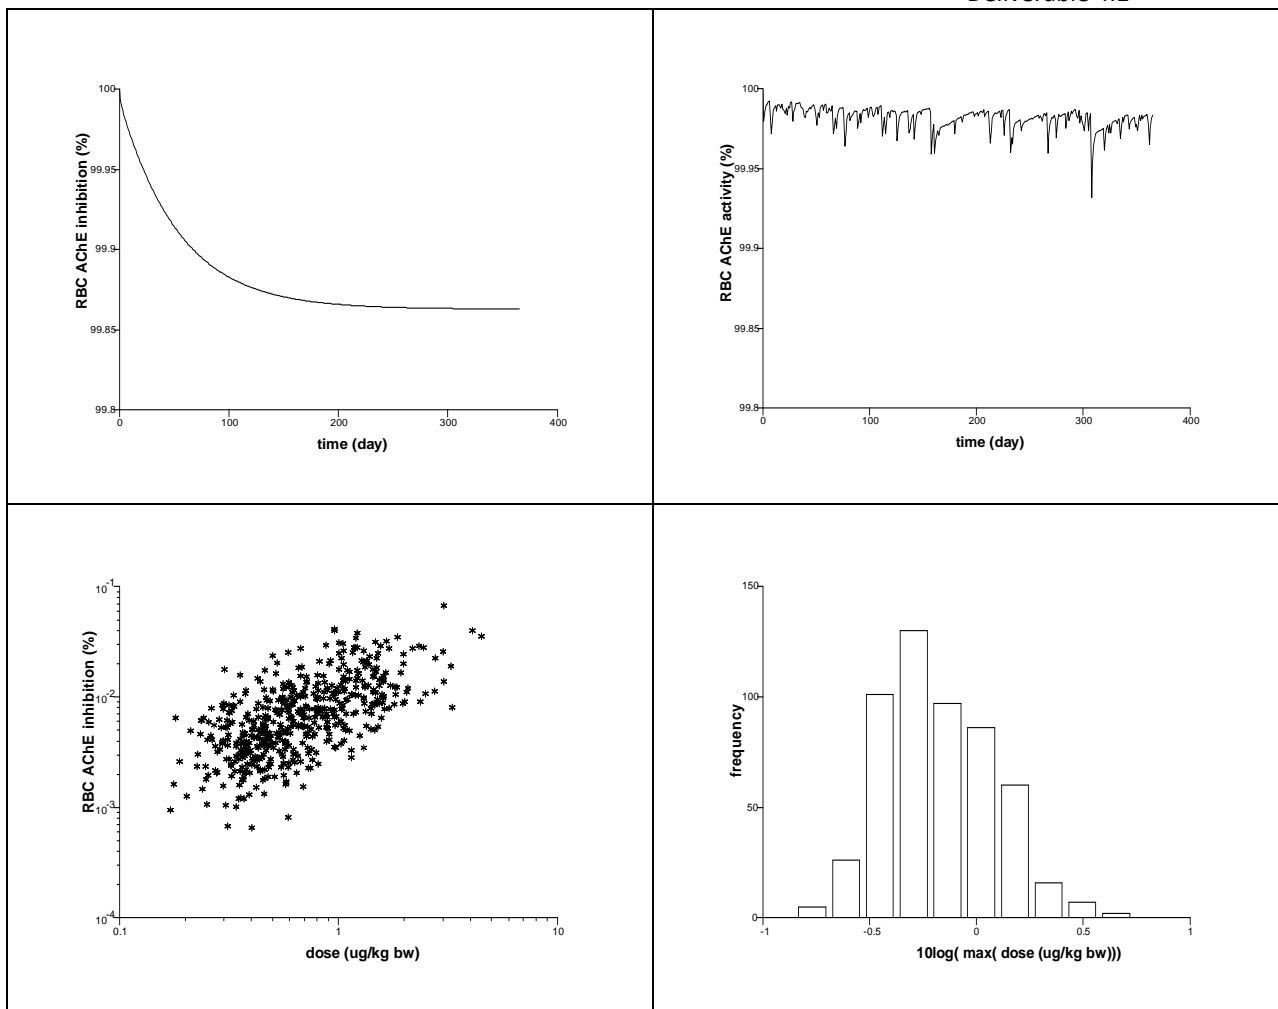 100
99.95
99.9
99.85
99.8
0 100 200 300 400
RBC AChE inhibition (%)
time (day)
100
99.95
99.9
99.85
99.8
0 100 200 300 400
RBC AChE activity (%)
time (day)
10-1
10-2
10-3
10-4
0.1 1 10
RBC AChE inhibition (%)
dose (ug/kg bw)
150
100
50
0
-1 -0.5 0 0.5 1
frequency
10log( max( dose (ug/kg bw)))